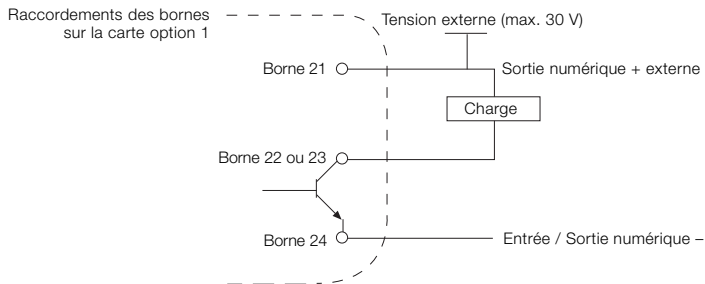 Raccordements des bornes
sur la carte option 1
Tension externe (max. 30 V)
Borne 21
Sortie numérique + externe
Charge
Borne 22 ou 23
Borne 24
Entrée / Sortie numérique –